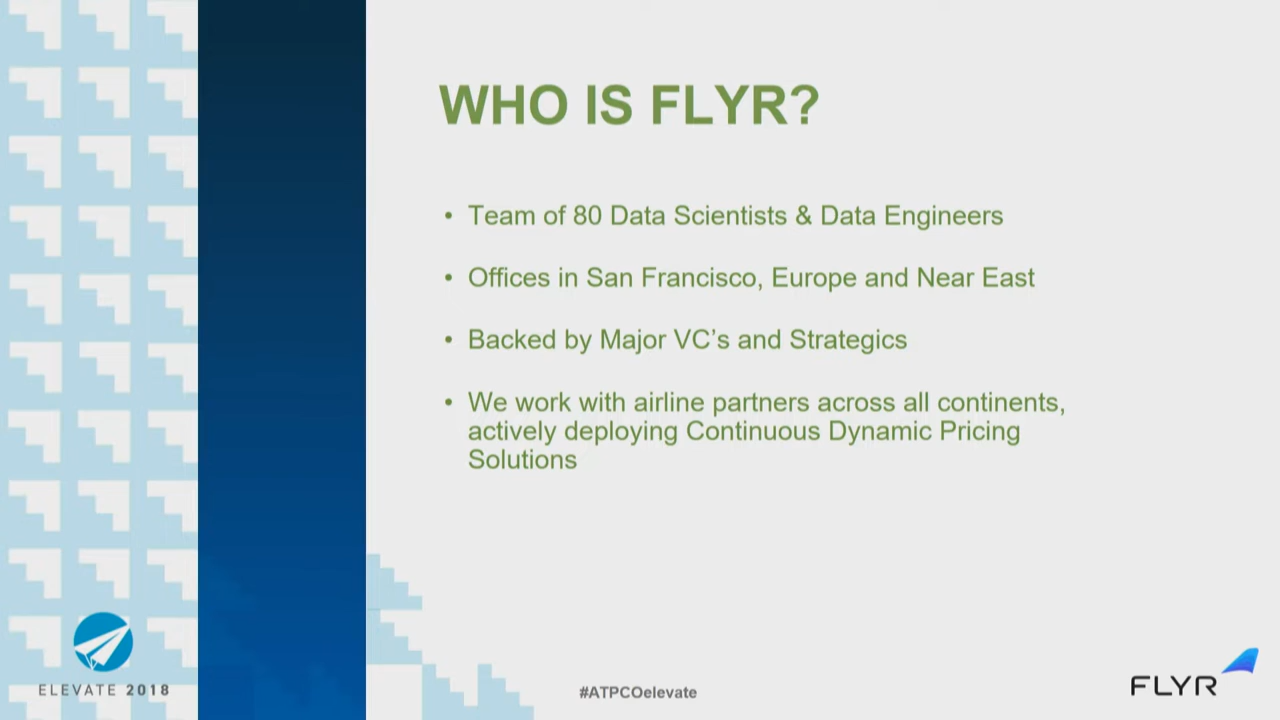 WHO IS FLYR?
• Team of 80 Data Scientists & Data Engineers
• Offices in San Francisco, Europe and Near East
• Backed by Major VC’s and Strategics
• We work with airline partners across all continents,
actively deploying Continuous Dynamic Pricing
Solutions
ELEVATE 2018
#ATPCOelevate
FLYR